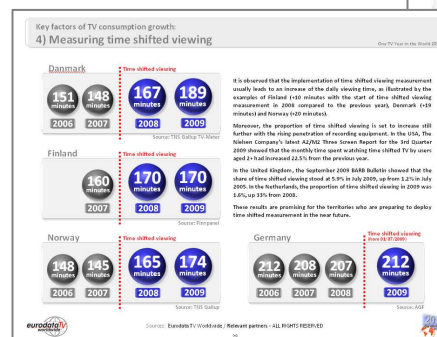 Key factors of TV consumption growth:
4) Measuring time shifted viewing
One TV Year in the World
Danmark
Time shifted viewing
151 minutes
148 minutes
167 minutes
189 minutes
2006 2007 2008 2009
Source: TNS Gallup TV-Meter
Finland
Time shifted viewing
160 minutes
170 minutes
170 minutes
2007 2008 2009
Source: Finnpanel
Norway
Time shifted viewing
148 minutes
145 minutes
165 minutes
174 minutes
2006 2007 2008 2009
Source: TNS Gallup
It is observed that the implementation of time shifted viewing measurement
usually leads to an increase of the daily viewing time, as illustrated by the
examples of Finland (+10 minutes with the start of time shifted viewing
measurement in 2008 compared to the previous year), Denmark (+19
minutes) and Norway (+20 minutes).
Moreover, the proportion of time shifted viewing is set to increase still
further with the rising penetration of recording equipment. In the USA, The
Nielsen Company's latest A2/M2 Three Screen Report for the 3rd Quarter
2009 showed that the monthly time spent watching time shifted TV by users
aged 2+ had increased 22.5% from the previous year.
In the United Kingdom, the September 2009 BARB Bulletin showed that the
share of time shifted viewing stood at 5.9% in July 2009, up from 1.2% in July
2005. In the Netherlands, the proportion of time shifted viewing in 2009 was
1.6%, up 33% from 2008.
These results are promising for the territories who are preparing to deploy
time shifted measurement in the near future.
Germany
Time shifted viewing
(from 01/07/2009)
212 minutes
208 minutes
207 minutes
212 minutes
2006 2007 2008 2009
Source: AGF
eurodataTV
worldwide
Sources: Eurodata TV Worldwide / Relevant partners - ALL RIGHTS RESERVED